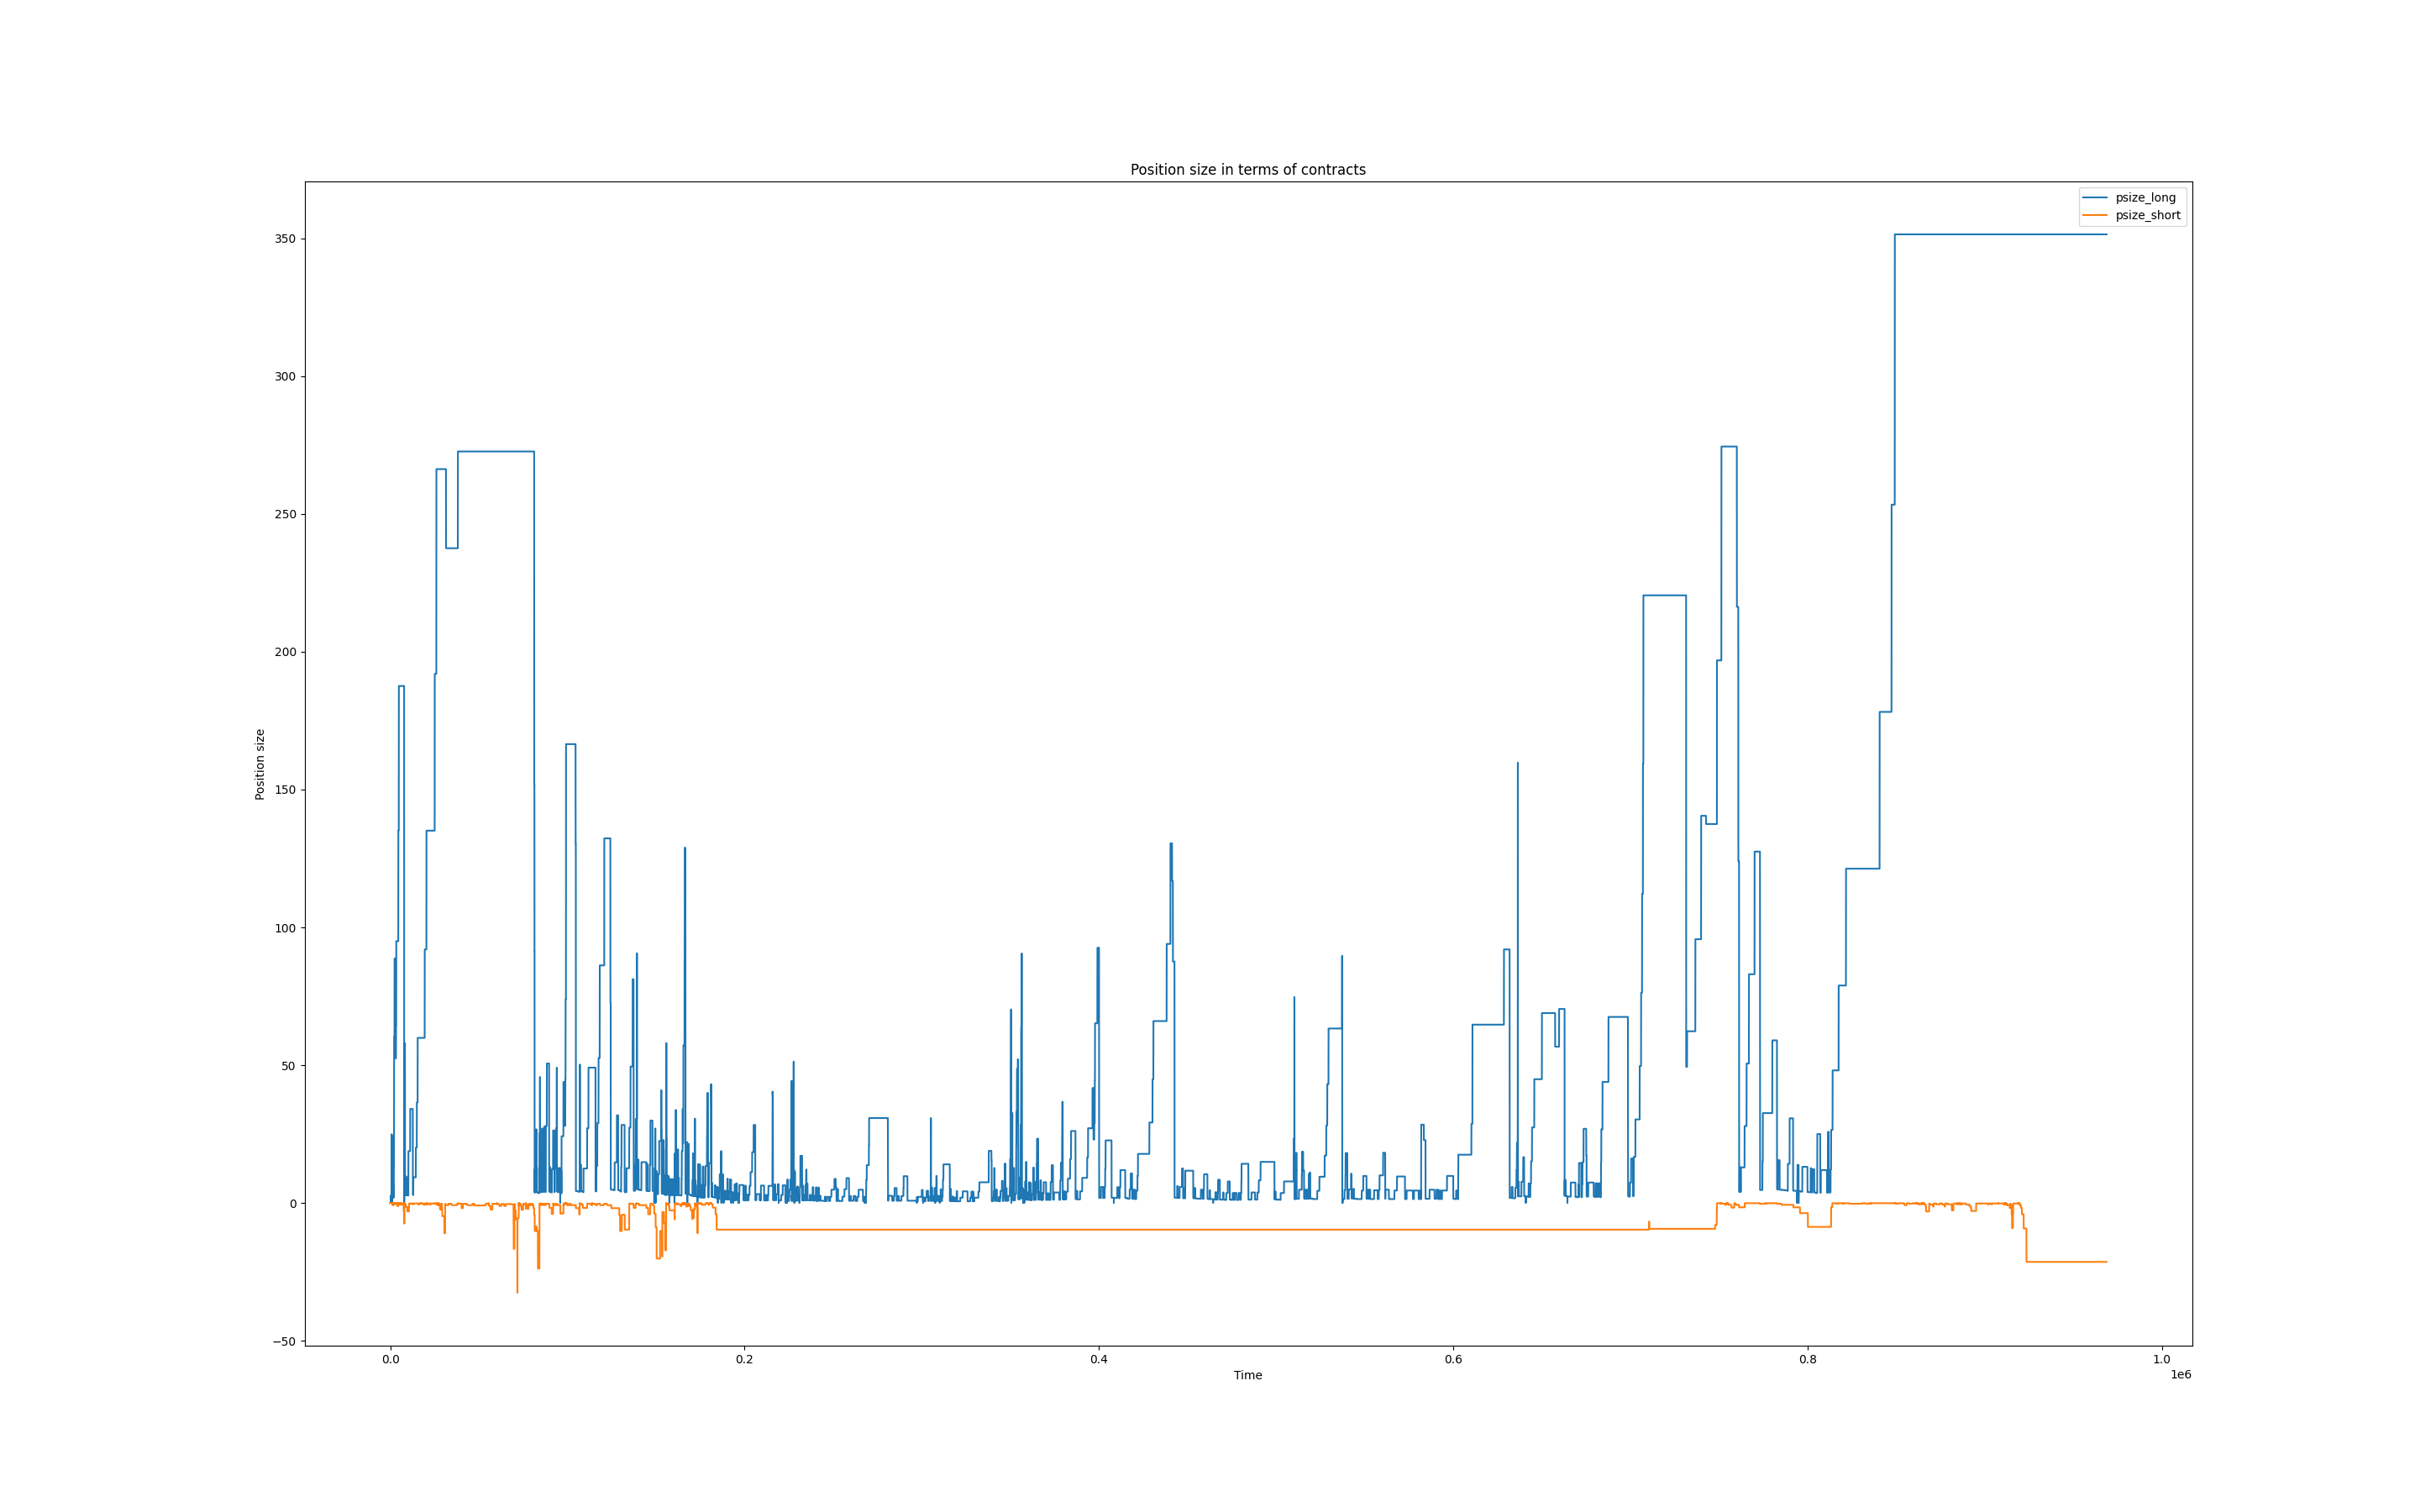 Position size in terms of contracts
psize_long
psize_short
350
300
250
200
150
100
50
0
−50
Position size
0.0
0.2
0.4
0.6
0.8
1.0
Time
1e6